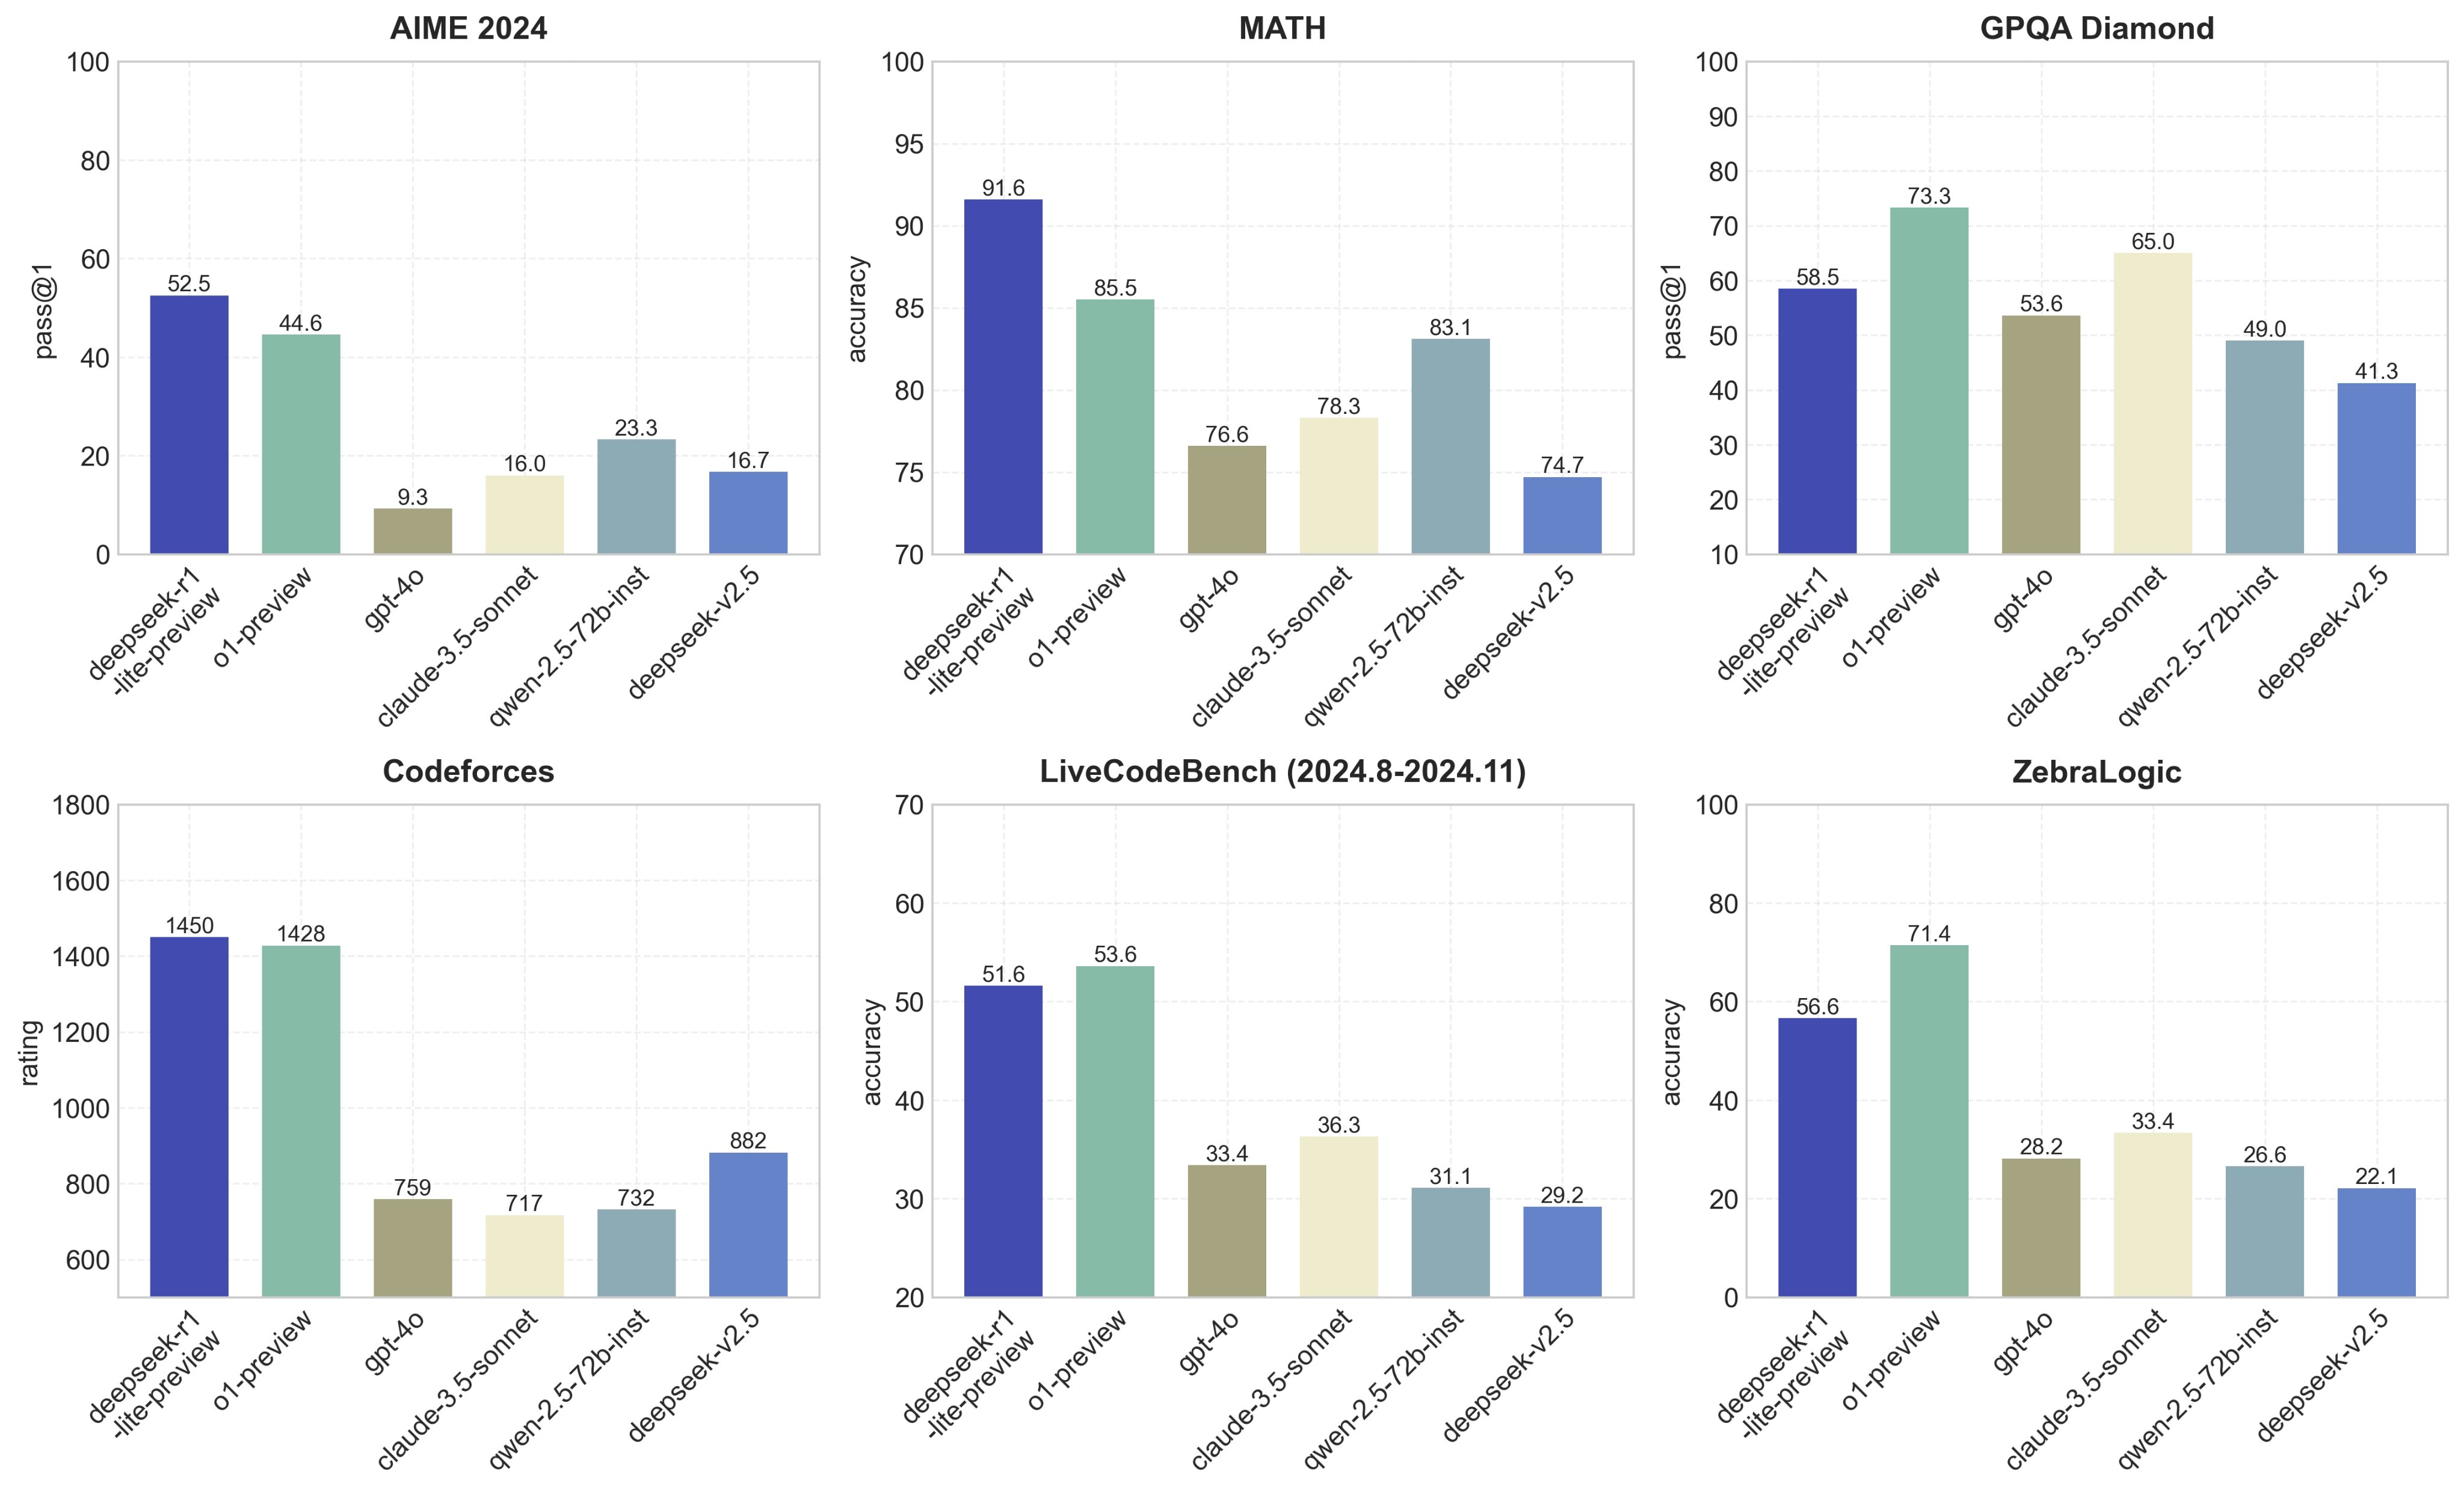 AIME 2024
pass@1
100
80
60
40
20
0
52.5
44.6
9.3
16.0
23.3
16.7
deepseek-r1
-lite-preview
o1-preview
gpt-4o
claude-3.5-sonnet
qwen-2.5-72b-inst
deepseek-v2.5
MATH
accuracy
100
95
90
85
80
75
70
91.6
85.5
76.6
78.3
83.1
74.7
deepseek-r1
-lite-preview
o1-preview
gpt-4o
claude-3.5-sonnet
qwen-2.5-72b-inst
deepseek-v2.5
GPQA Diamond
pass@1
100
90
80
70
60
50
40
30
20
10
58.5
73.3
53.6
65.0
49.0
41.3
deepseek-r1
-lite-preview
o1-preview
gpt-4o
claude-3.5-sonnet
qwen-2.5-72b-inst
deepseek-v2.5
Codeforces
rating
1800
1600
1400
1200
1000
800
600
1450
1428
759
717
732
882
deepseek-r1
-lite-preview
o1-preview
gpt-4o
claude-3.5-sonnet
qwen-2.5-72b-inst
deepseek-v2.5
LiveCodeBench (2024.8-2024.11)
accuracy
70
60
50
40
30
20
51.6
53.6
33.4
36.3
31.1
29.2
deepseek-r1
-lite-preview
o1-preview
gpt-4o
claude-3.5-sonnet
qwen-2.5-72b-inst
deepseek-v2.5
ZebraLogic
accuracy
100
80
60
40
20
0
56.6
71.4
28.2
33.4
26.6
22.1
deepseek-r1
-lite-preview
o1-preview
gpt-4o
claude-3.5-sonnet
qwen-2.5-72b-inst
deepseek-v2.5